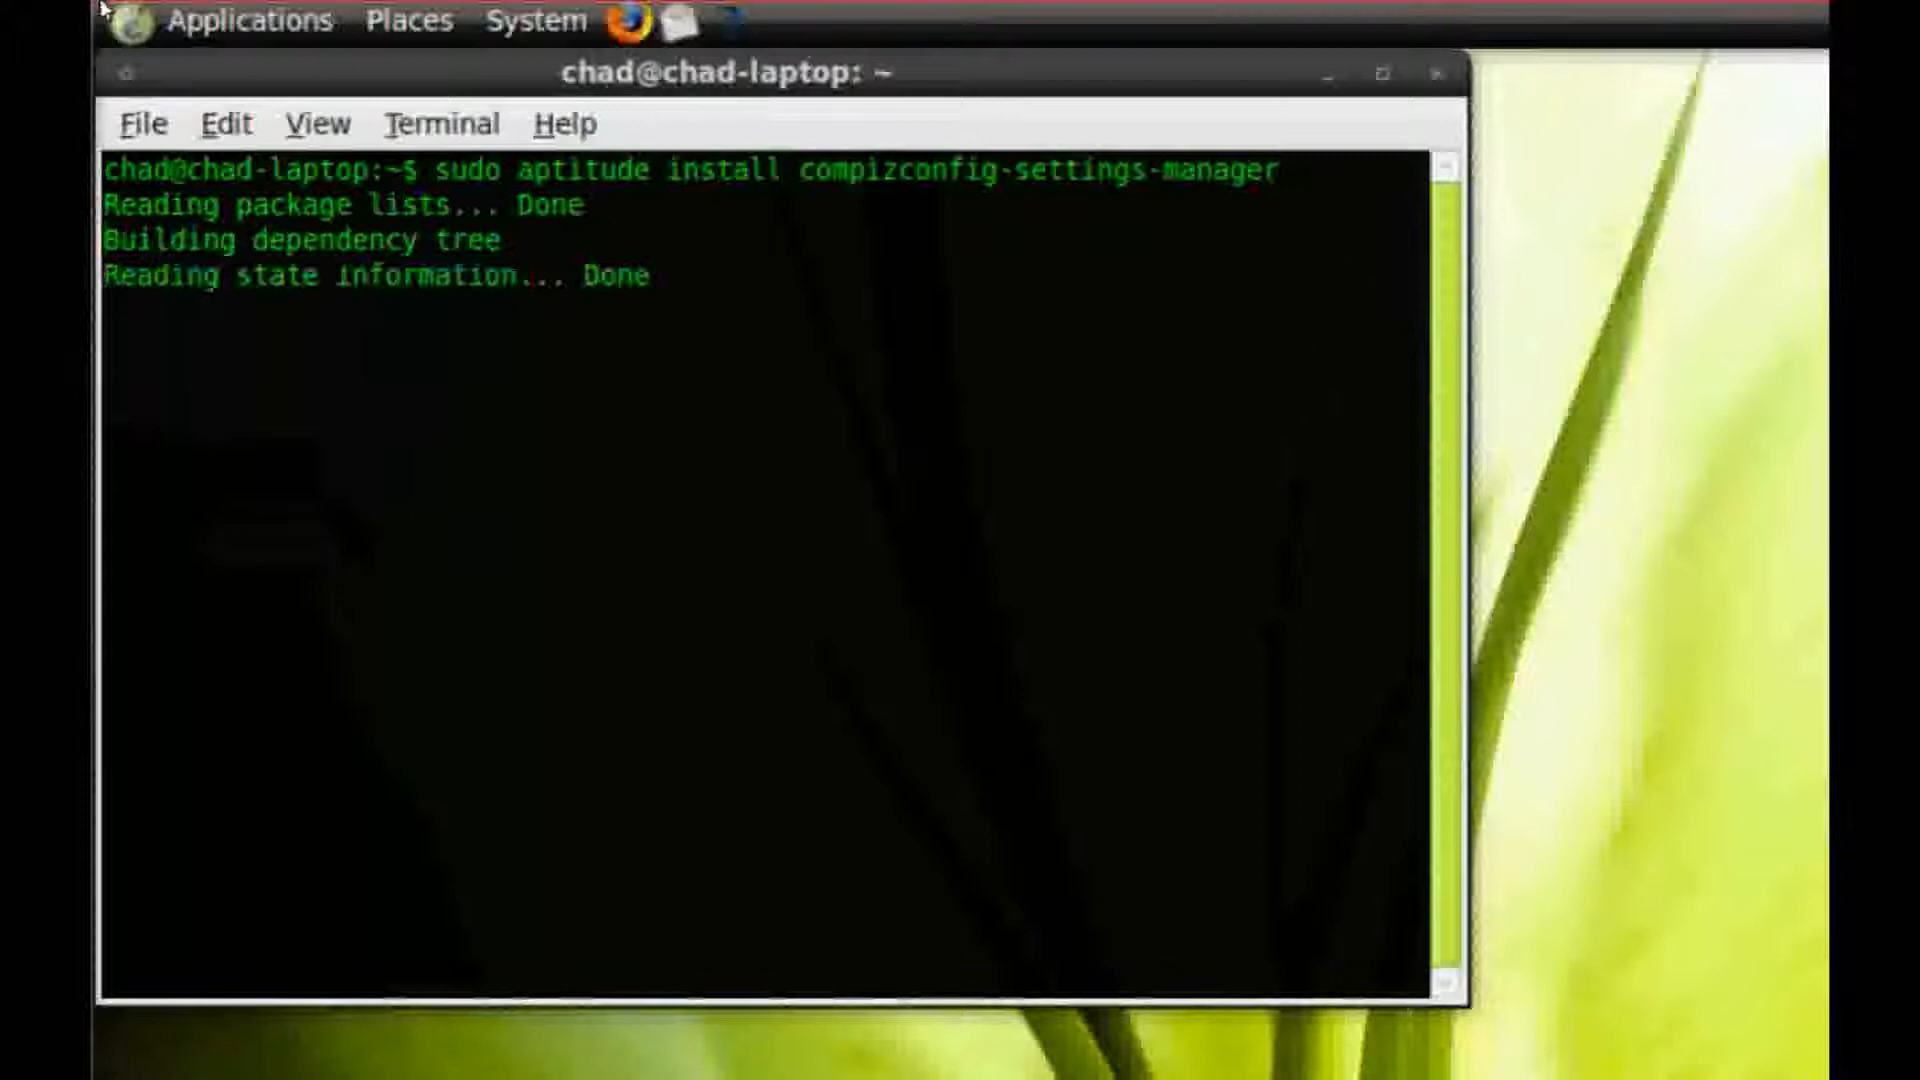 Applications Places System
chad@chad-laptop: ~
File Edit View Terminal Help
chad@chad-laptop:~$ sudo aptitude install compizconfig-settings-manager
Reading package lists... Done
Building dependency tree
Reading state information... Done